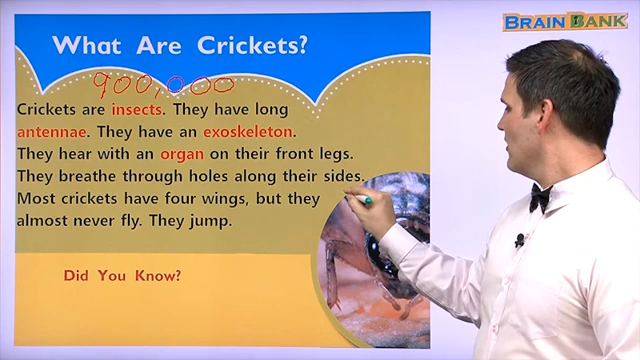 BRAIN BANK
What Are Crickets?
900,000
Crickets are insects. They have long
antennae. They have an exoskeleton.
They hear with an organ on their front legs.
They breathe through holes along their sides.
Most crickets have four wings, but they
almost never fly. They jump.
Did You Know?